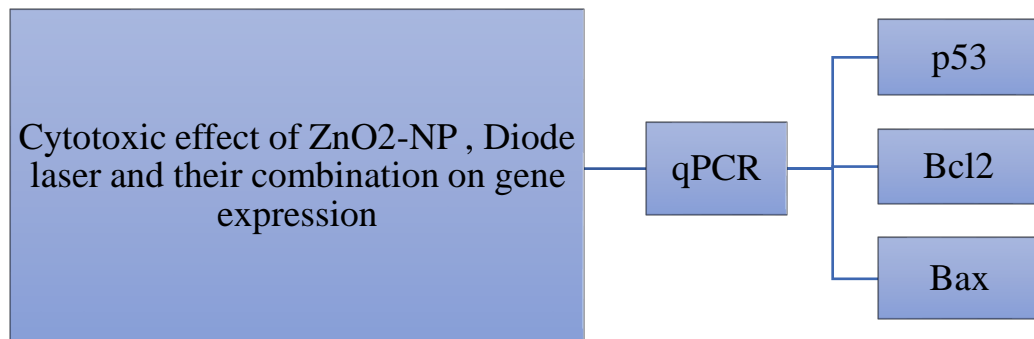 Cytotoxic effect of ZnO2-NP , Diode
laser and their combination on gene
expression
qPCR
p53
Bcl2
Bax